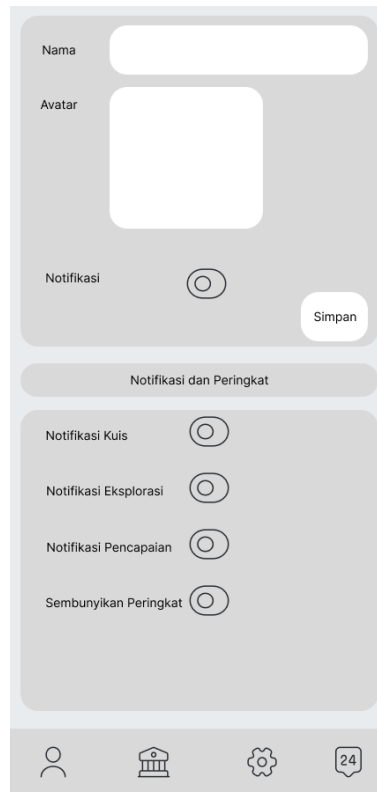 Nama
Avatar
Notifikasi
Simpan
Notifikasi dan Peringkat
Notifikasi Kuis
Notifikasi Eksplorasi
Notifikasi Pencapaian
Sembunyikan Peringkat
24